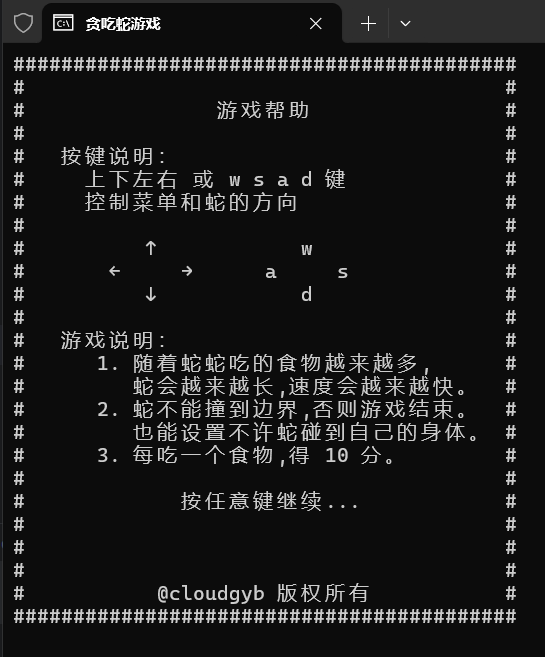 贪吃蛇游戏
###########################################
#                                         #
#                游戏帮助                 #
#                                         #
#   按键说明:                             #
#     上下左右 或 w s a d 键              #
#     控制菜单和蛇的方向                  #
#                                         #
#          ↑            w                 #
#       ←     →      a     s              #
#          ↓            d                 #
#                                         #
#   游戏说明:                             #
#      1. 随着蛇蛇吃的食物越来越多,       #
#         蛇会越来越长,速度会越来越快。   #
#      2. 蛇不能撞到边界,否则游戏结束。   #
#         也能设置不许蛇碰到自己的身体。  #
#      3. 每吃一个食物,得 10 分。         #
#                                         #
#             按任意键继续...             #
#                                         #
#                                         #
#                                         #
#           @cloudgyb 版权所有            #
###########################################